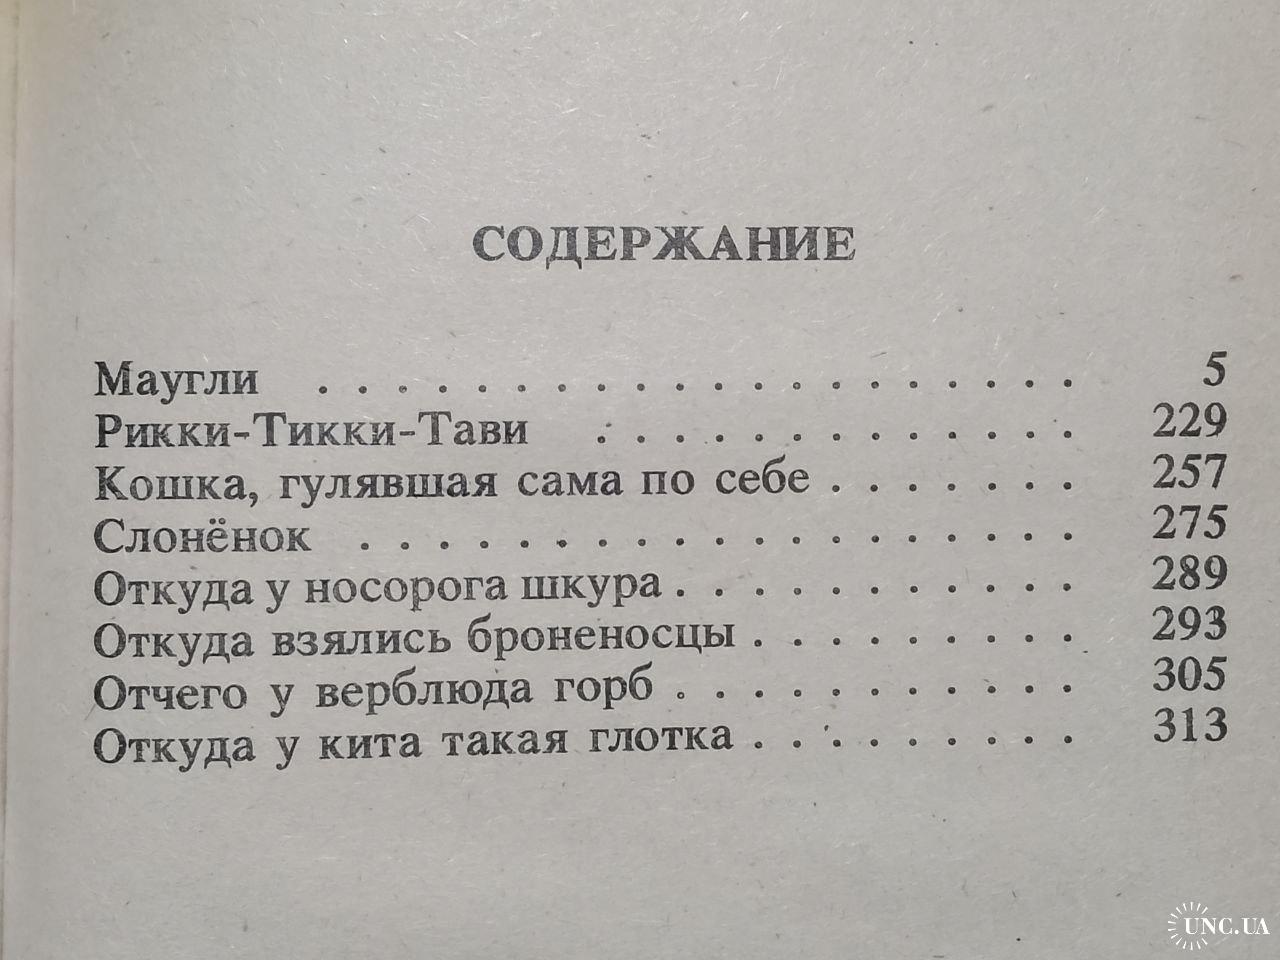 СОДЕРЖАНИЕ
Маугли . . . . . . . . . . . . . . . . . . . . 5
Рикки-Тикки-Тави . . . . . . . . . . . . . 229
Кошка, гулявшая сама по себе . . . . . . . 257
Слонёнок . . . . . . . . . . . . . . . . . . . 275
Откуда у носорога шкура . . . . . . . . . . . 289
Откуда взялись броненосцы . . . . . . . . . 293
Отчего у верблюда горб . . . . . . . . . . . 305
Откуда у кита такая глотка . . . . . . . . . 313
UNC.UA